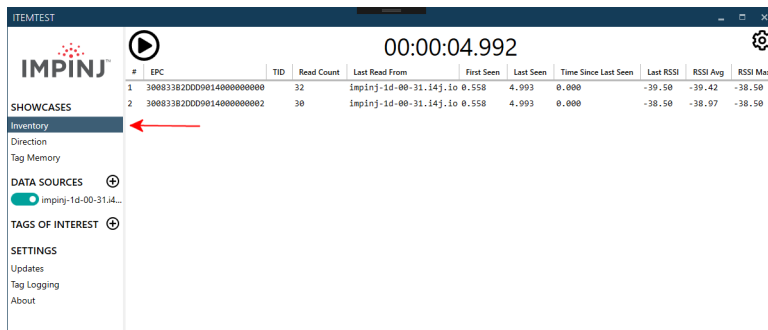 ITEMTEST
IMPINJ
00:00:04.992
# EPC TID Read Count Last Read From First Seen Last Seen Time Since Last Seen Last RSSI RSSI Avg RSSI Max
1 300833B2DDD9014000000000 32 impinj-1d-00-31.i4j.io 0.558 4.993 0.000 -39.50 -39.42 -38.50
2 300833B2DDD9014000000002 30 impinj-1d-00-31.i4j.io 0.558 4.993 0.000 -38.50 -38.97 -38.50
SHOWCASES
Inventory
Direction
Tag Memory
DATA SOURCES
impinj-1d-00-31.i4...
TAGS OF INTEREST
SETTINGS
Updates
Tag Logging
About